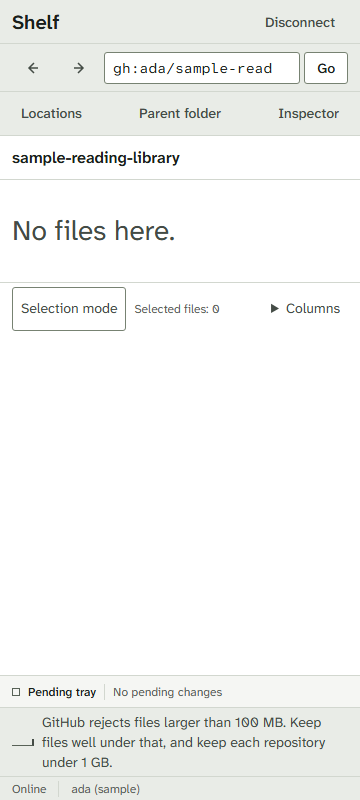 Shelf
Disconnect
gh:ada/sample-read
Go
Locations
Parent folder
Inspector
sample-reading-library
No files here.
Selection mode
Selected files: 0
Columns
Pending tray
No pending changes
GitHub rejects files larger than 100 MB. Keep
files well under that, and keep each repository
under 1 GB.
Online
ada (sample)